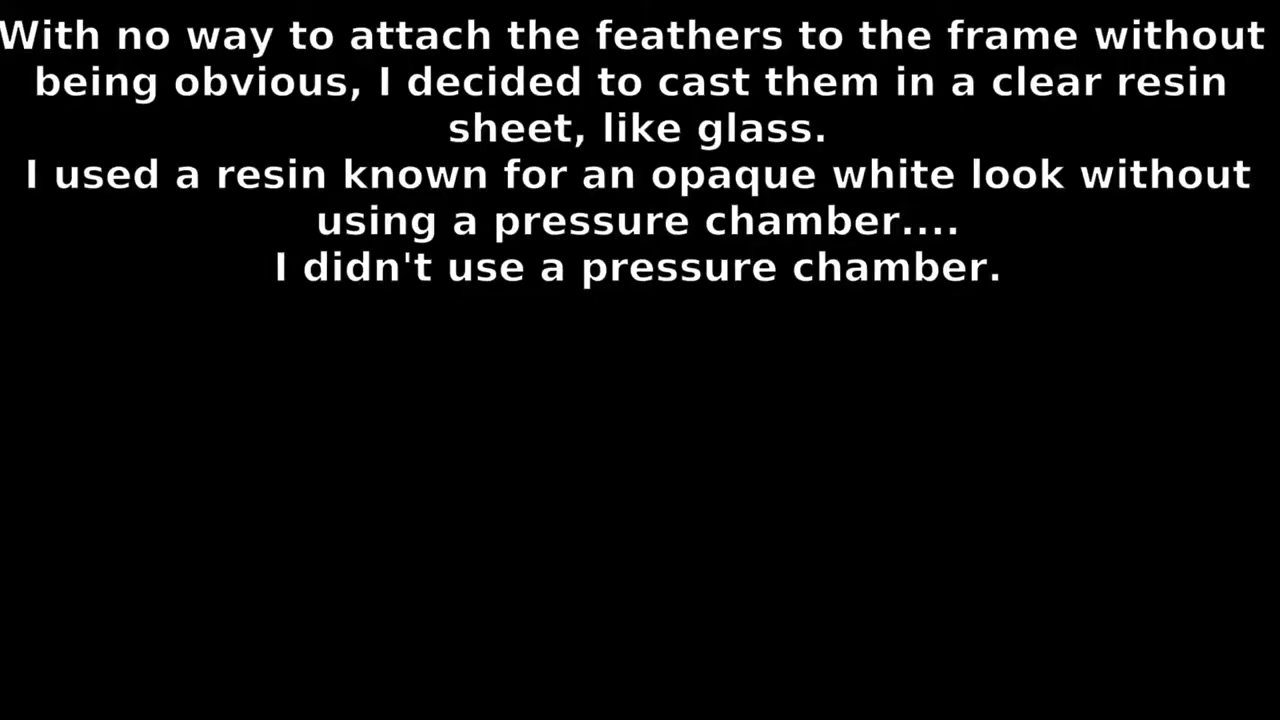 With no way to attach the feathers to the frame without
being obvious, I decided to cast them in a clear resin
sheet, like glass.
I used a resin known for an opaque white look without
using a pressure chamber....
I didn't use a pressure chamber.